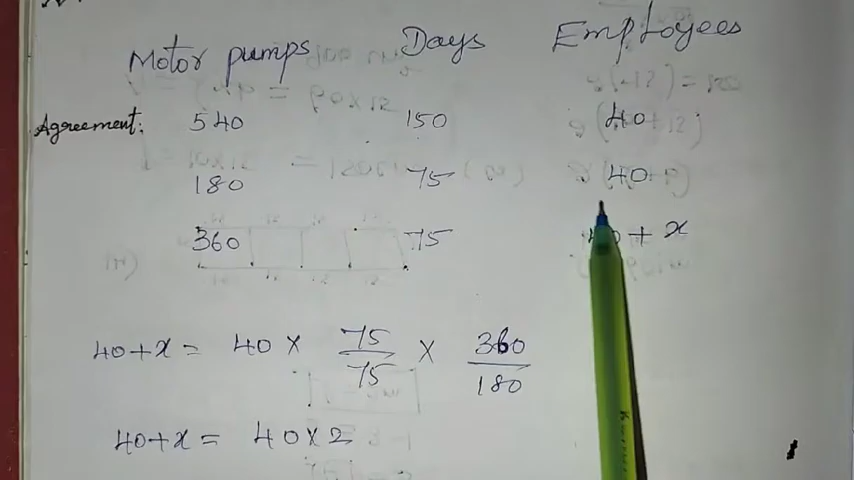 Motor pumps Days Employees
Agreement: 540 150 40
180 75 40
360 75 40 + x
40+x = 40 × 75/75 × 360/180
40+x = 40×2